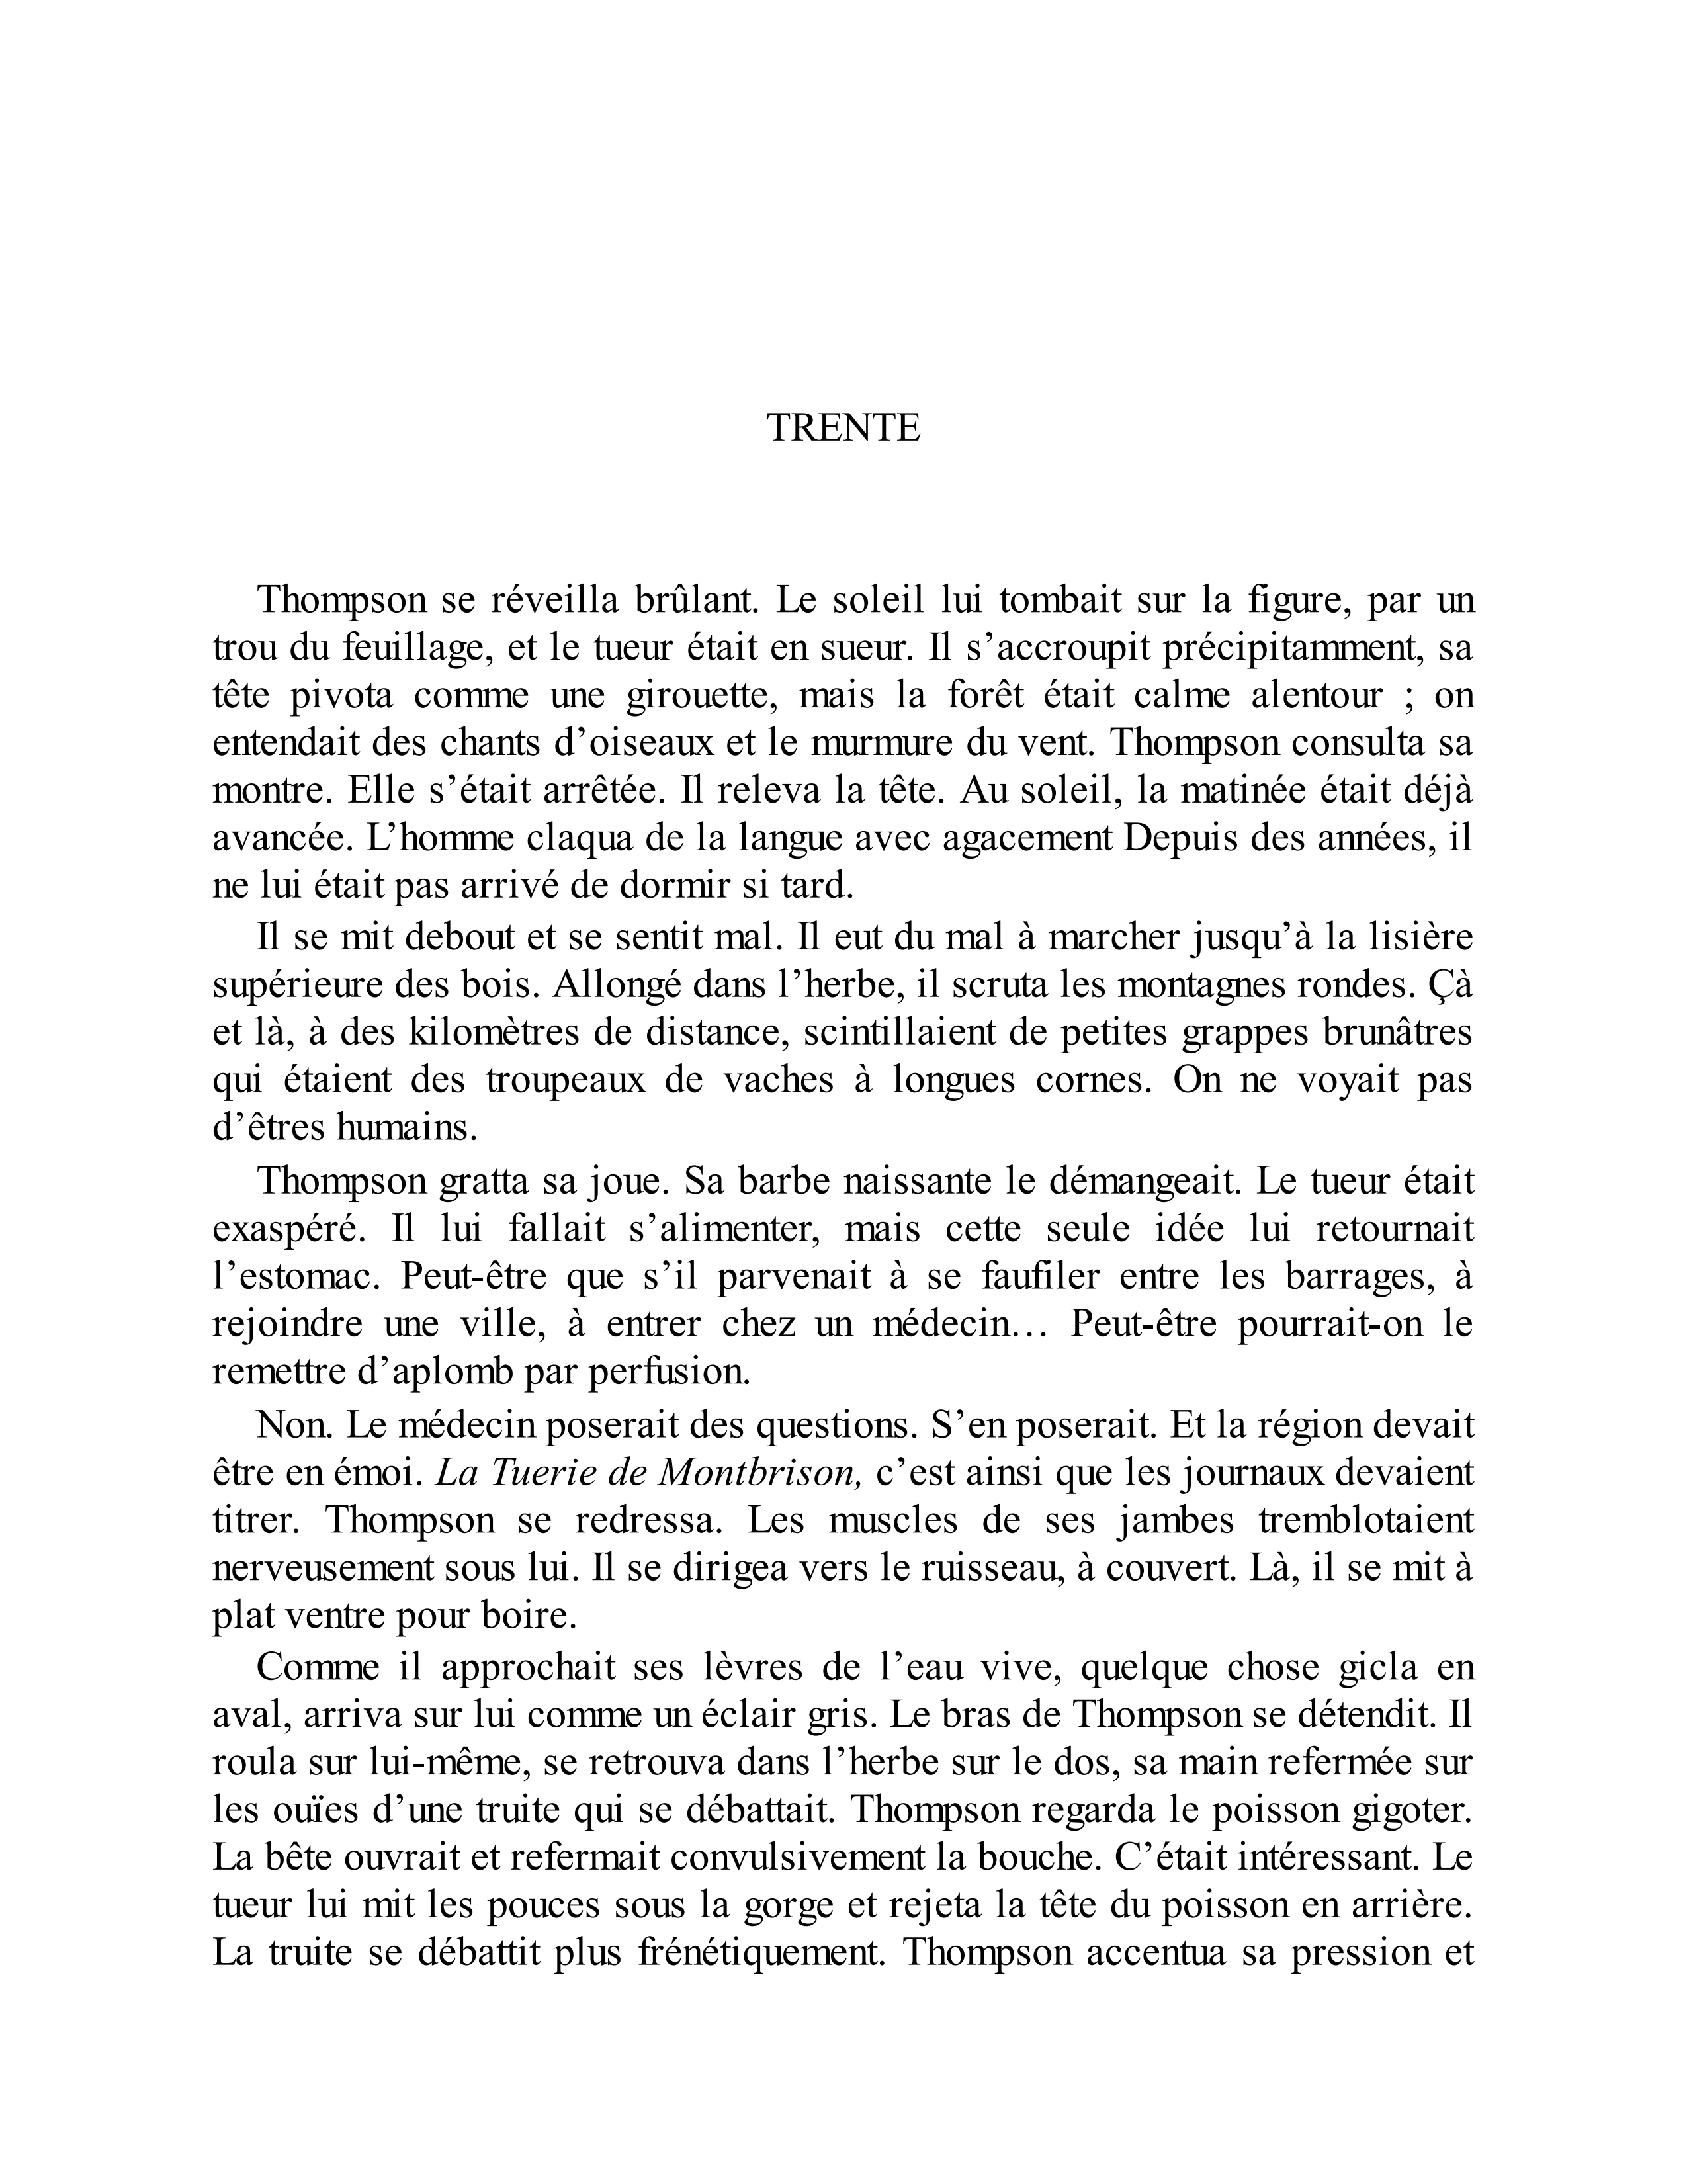 TRENTE
Thompson se réveilla brûlant. Le soleil lui tombait sur la figure, par un
trou du feuillage, et le tueur était en sueur. Il s’accroupit précipitamment, sa
tête pivota comme une girouette, mais la forêt était calme alentour ; on
entendait des chants d’oiseaux et le murmure du vent. Thompson consulta sa
montre. Elle s’était arrêtée. Il releva la tête. Au soleil, la matinée était déjà
avancée. L’homme claqua de la langue avec agacement Depuis des années, il
ne lui était pas arrivé de dormir si tard.
Il se mit debout et se sentit mal. Il eut du mal à marcher jusqu’à la lisière
supérieure des bois. Allongé dans l’herbe, il scruta les montagnes rondes. Çà
et là, à des kilomètres de distance, scintillaient de petites grappes brunâtres
qui étaient des troupeaux de vaches à longues cornes. On ne voyait pas
d’êtres humains.
Thompson gratta sa joue. Sa barbe naissante le démangeait. Le tueur était
exaspéré. Il lui fallait s’alimenter, mais cette seule idée lui retournait
l’estomac. Peut-être que s’il parvenait à se faufiler entre les barrages, à
rejoindre une ville, à entrer chez un médecin… Peut-être pourrait-on le
remettre d’aplomb par perfusion.
Non. Le médecin poserait des questions. S’en poserait. Et la région devait
être en émoi. La Tuerie de Montbrison, c’est ainsi que les journaux devaient
titrer. Thompson se redressa. Les muscles de ses jambes tremblotaient
nerveusement sous lui. Il se dirigea vers le ruisseau, à couvert. Là, il se mit à
plat ventre pour boire.
Comme il approchait ses lèvres de l’eau vive, quelque chose gicla en
aval, arriva sur lui comme un éclair gris. Le bras de Thompson se détendit. Il
roula sur lui-même, se retrouva dans l’herbe sur le dos, sa main refermée sur
les ouïes d’une truite qui se débattait. Thompson regarda le poisson gigoter.
La bête ouvrait et refermait convulsivement la bouche. C’était intéressant. Le
tueur lui mit les pouces sous la gorge et rejeta la tête du poisson en arrière.
La truite se débattit plus frénétiquement. Thompson accentua sa pression et